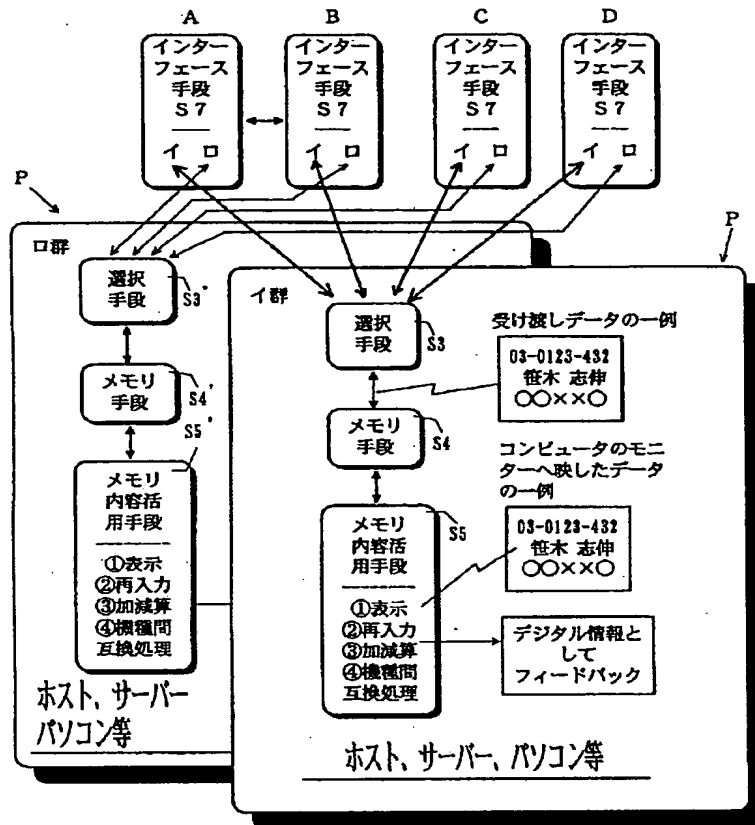 A
B
C
D
インター
フェース
手段
S7
イ ロ
インター
フェース
手段
S7
イ ロ
インター
フェース
手段
S7
イ ロ
インター
フェース
手段
S7
イ ロ
P
P
ロ群
選択
手段
S3'
メモリ
手段
S4'
S5'
メモリ
内容活
用手段
①表示
②再入力
③加減算
④機種間
互換処理
ホスト、サーバー
パソコン等
イ群
選択
手段
S3
受け渡しデータの一例
03-0123-432
笹木 志伸
○○××○
メモリ
手段
S4
コンピュータのモニ
ターへ映したデータ
の一例
メモリ
内容活
用手段
S5
03-0123-432
笹木 志伸
○○××○
①表示
②再入力
③加減算
④機種間
互換処理
デジタル情報と
して
フィードバック
ホスト、サーバー、パソコン等